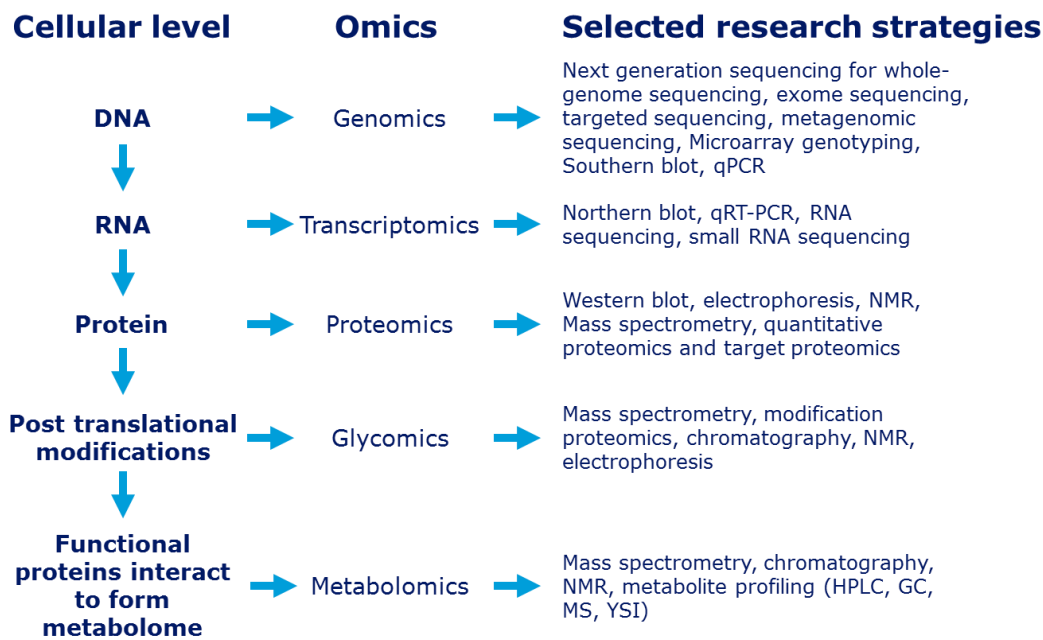 Cellular level
Omics
Selected research strategies
DNA
Genomics
Next generation sequencing for whole-
genome sequencing, exome sequencing,
targeted sequencing, metagenomic
sequencing, Microarray genotyping,
Southern blot, qPCR
RNA
Transcriptomics
Northern blot, qRT-PCR, RNA
sequencing, small RNA sequencing
Protein
Proteomics
Western blot, electrophoresis, NMR,
Mass spectrometry, quantitative
proteomics and target proteomics
Post translational
modifications
Glycomics
Mass spectrometry, modification
proteomics, chromatography, NMR,
electrophoresis
Functional
proteins interact
to form
metabolome
Metabolomics
Mass spectrometry, chromatography,
NMR, metabolite profiling (HPLC, GC,
MS, YSI)